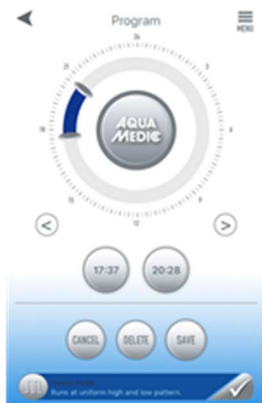 Program
MENU
24
21
3
18
6
15
9
12
AQUA
MEDIC
<
>
17:37
20:28
CANCEL
DELETE
SAVE
Runs at uniform high and low pattern.